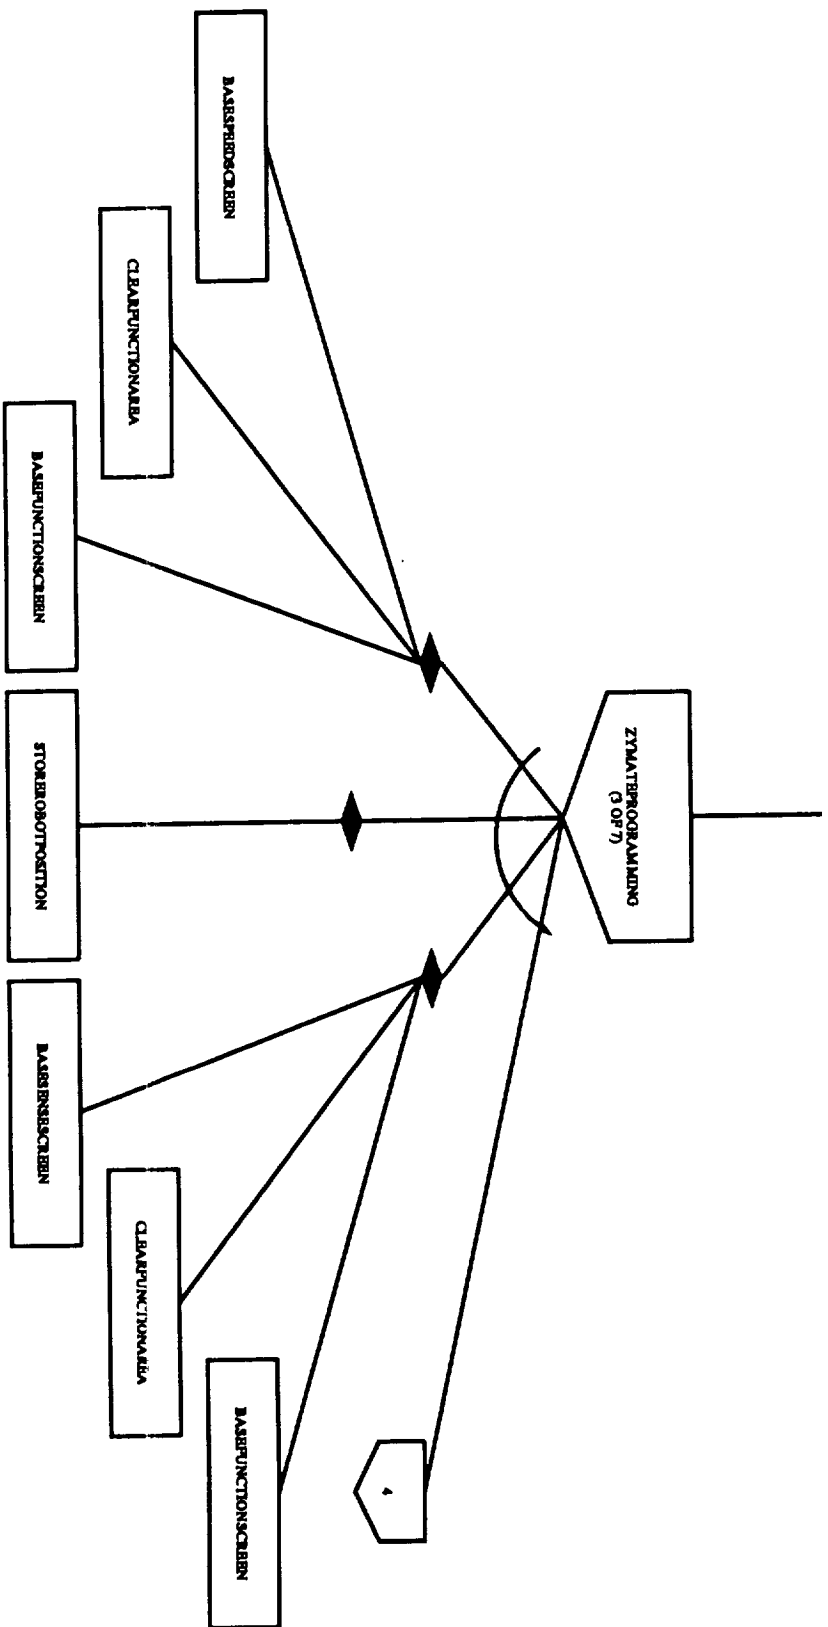 ZYMATEPROGRAMMING
(3 OF 7)
4
BASESPEEDSCREEN
CLEARFUNCTIONAREA
BASEFUNCTIONSCREEN
STOREROBOTPOSITION
BASESENSESCREEN
CLEARFUNCTIONAREA
BASEFUNCTIONSCREEN